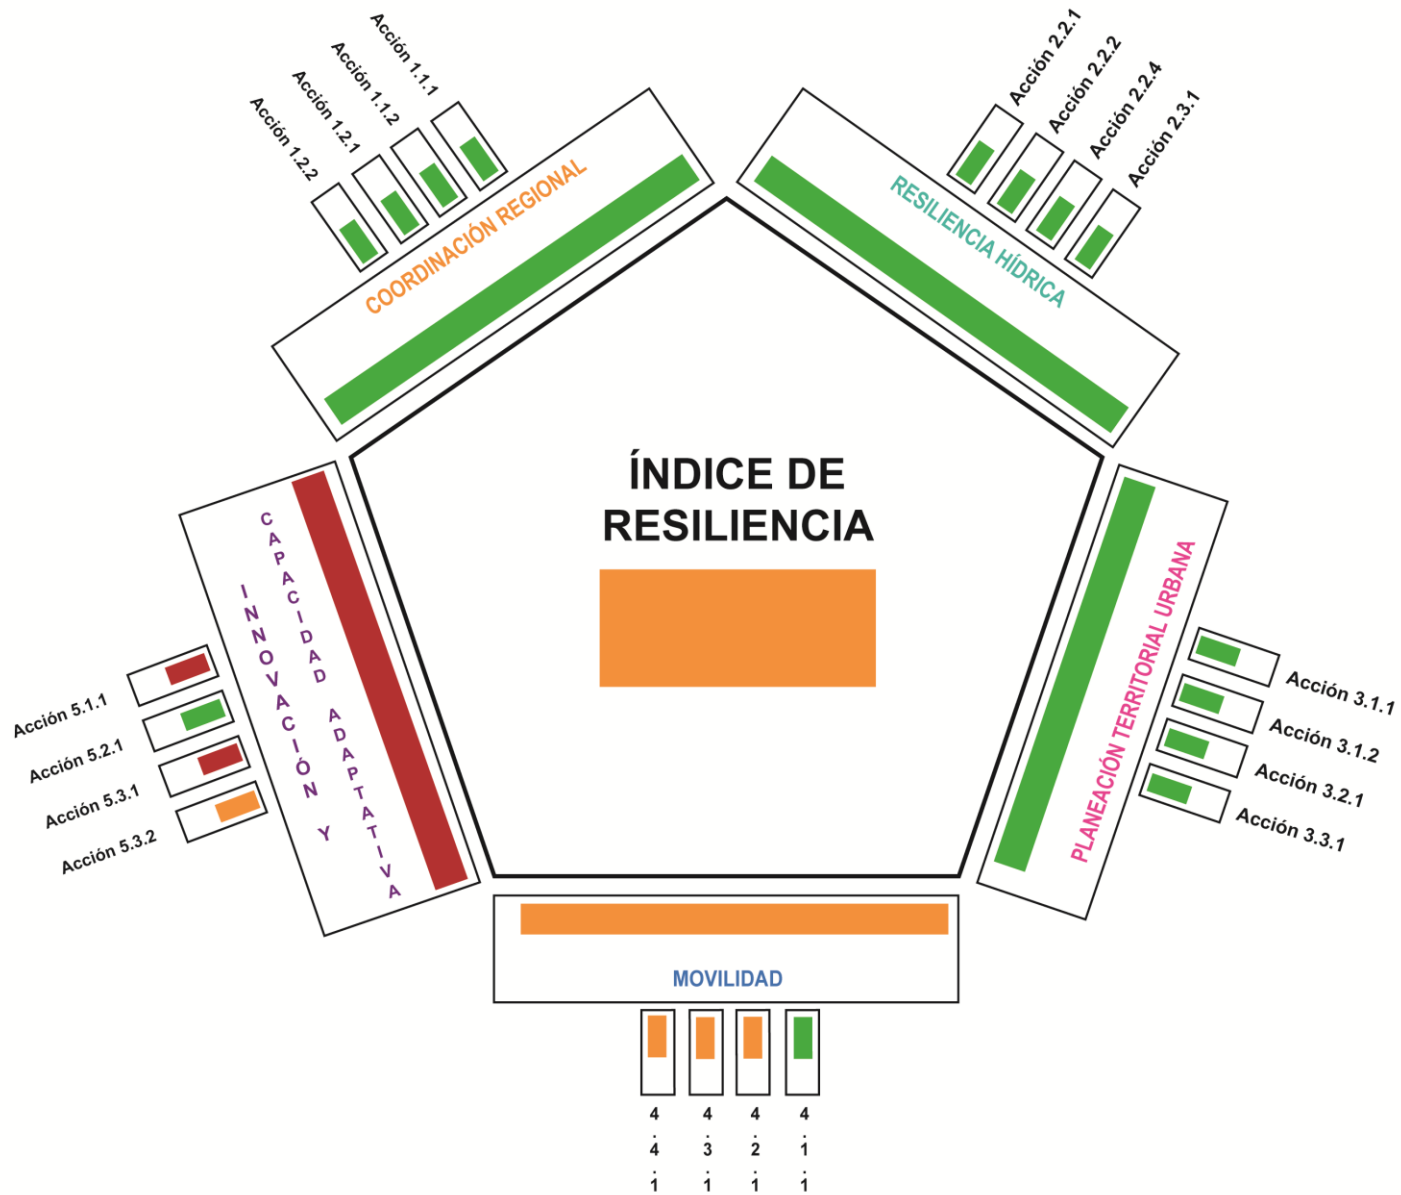 Acción 1.1.1
Acción 1.1.2
Acción 1.2.1
Acción 1.2.2
COORDINACIÓN REGIONAL
Acción 2.2.1
Acción 2.2.2
Acción 2.2.4
Acción 2.3.1
RESILIENCIA HÍDRICA
ÍNDICE DE
RESILIENCIA
PLANEACIÓN TERRITORIAL URBANA
Acción 3.1.1
Acción 3.1.2
Acción 3.2.1
Acción 3.3.1
INNOVACIÓN Y
CAPACIDAD ADAPTATIVA
Acción 5.1.1
Acción 5.2.1
Acción 5.3.1
Acción 5.3.2
MOVILIDAD
4.4.1
4.3.1
4.2.1
4.1.1